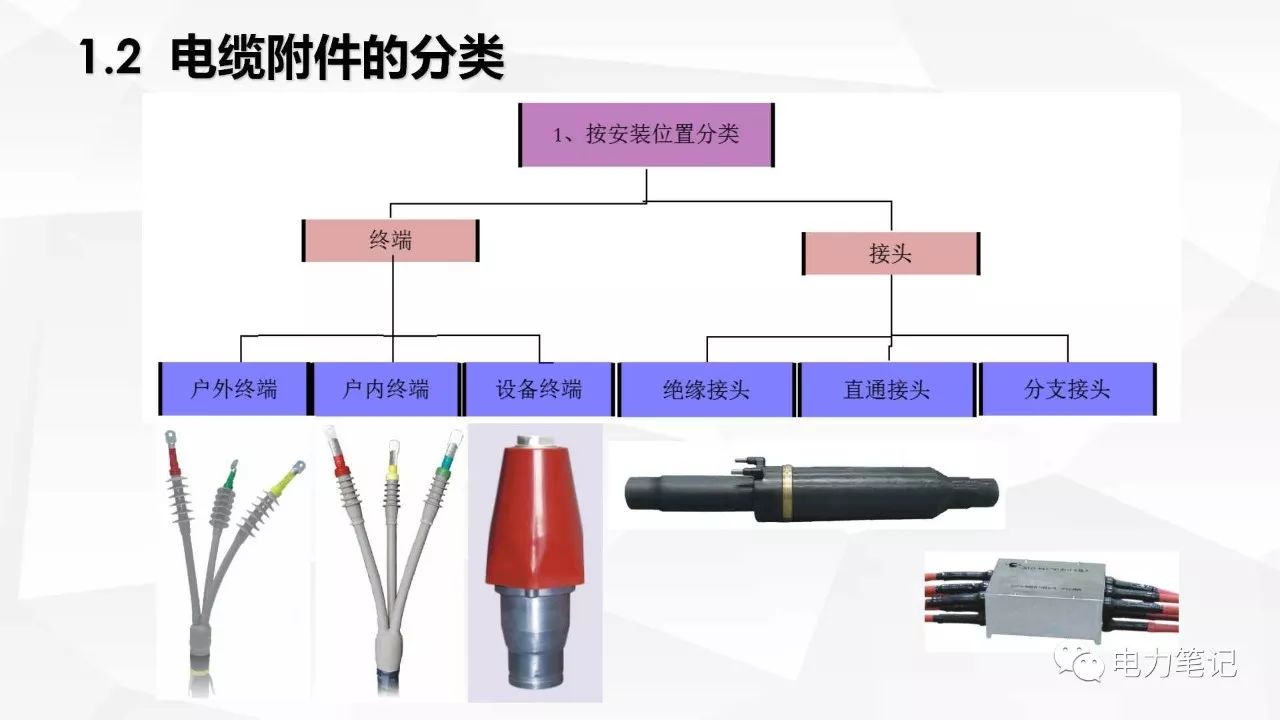 1.2 电缆附件的分类
1、按安装位置分类
终端
接头
户外终端
户内终端
设备终端
绝缘接头
直通接头
分支接头
电力笔记